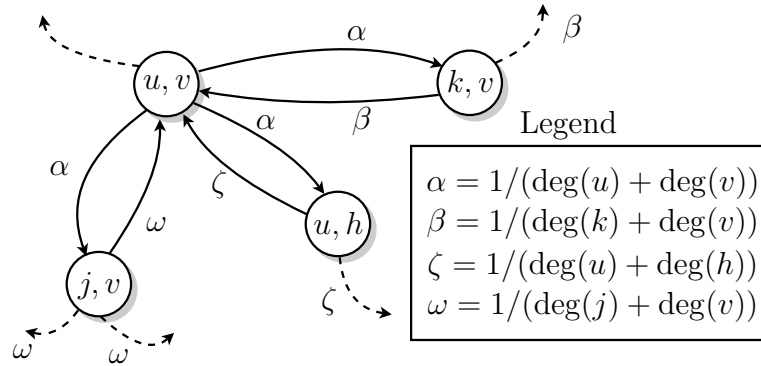 α
β
u, v
k, v
β
α
Legend
α
ζ
ω
u, h
j, v
ζ
ω
ω
α = 1/(deg(u) + deg(v))
β = 1/(deg(k) + deg(v))
ζ = 1/(deg(u) + deg(h))
ω = 1/(deg(j) + deg(v))